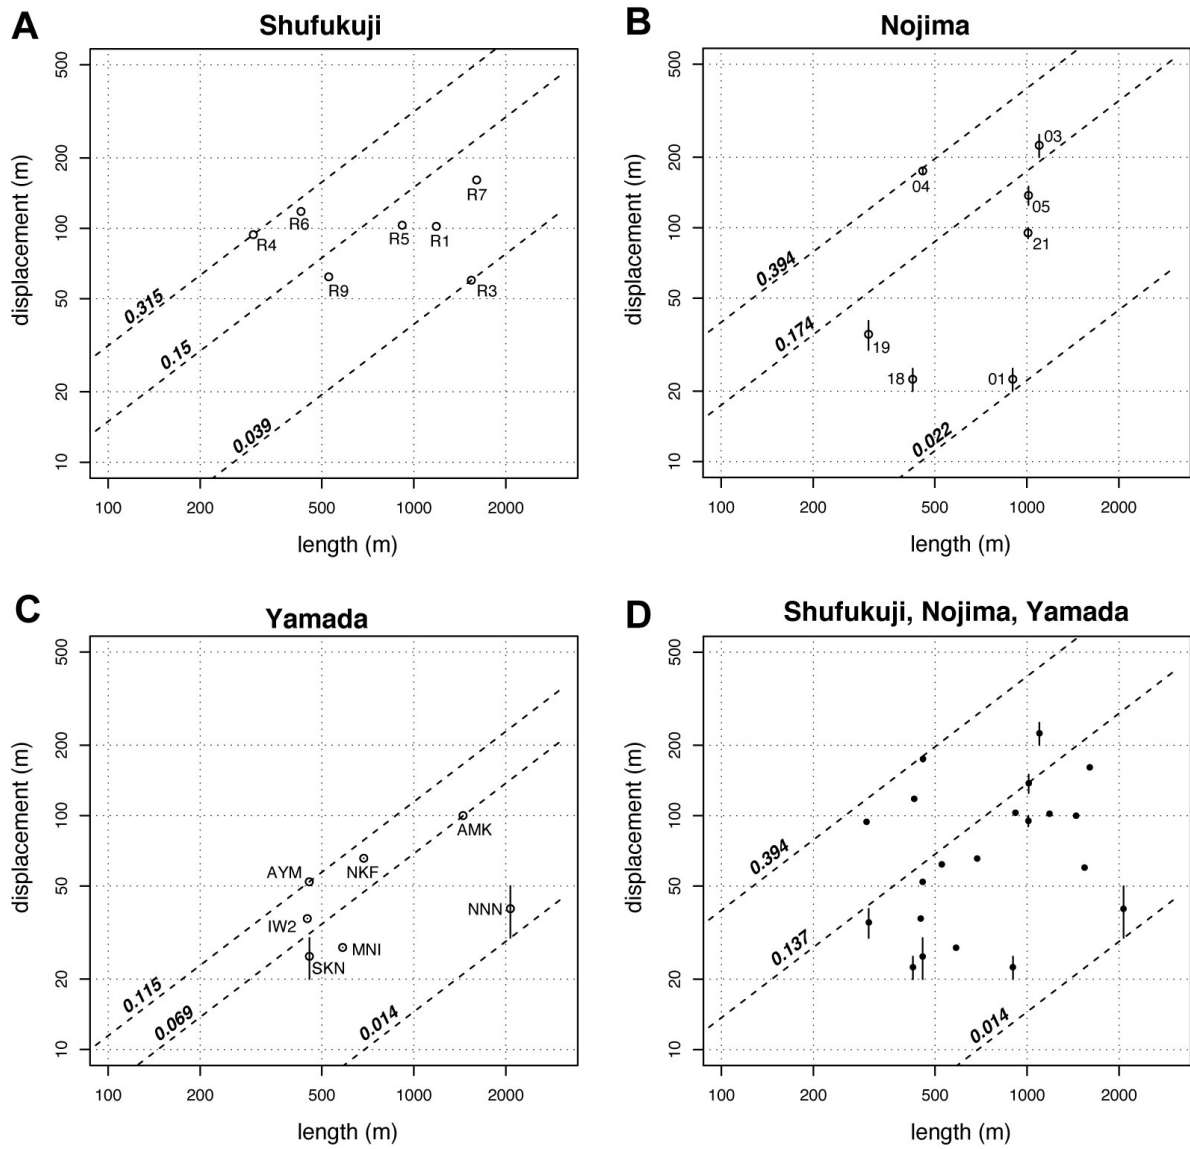 A
Shufukuji
displacement (m)
500
200
100
50
20
10
R7
R6
R4
R5
R1
R9
R3
0.315
0.15
0.039
100
200
500
1000
2000
length (m)
B
Nojima
displacement (m)
500
200
100
50
20
10
03
04
05
21
19
18
01
0.394
0.174
0.022
100
200
500
1000
2000
length (m)
C
Yamada
displacement (m)
500
200
100
50
20
10
AMK
AYM
NKF
NNN
IW2
MNI
SKN
0.115
0.069
0.014
100
200
500
1000
2000
length (m)
D
Shufukuji, Nojima, Yamada
displacement (m)
500
200
100
50
20
10
0.394
0.137
0.014
100
200
500
1000
2000
length (m)